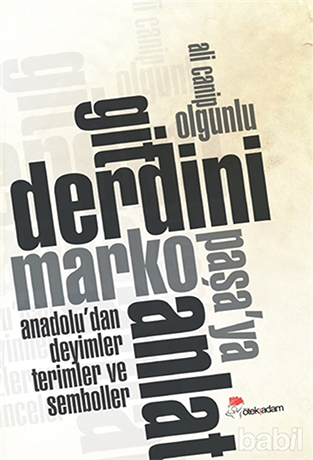 ali canip
olgunlu
git
derdini
marko
paşa'ya
anlat
anadolu'dan
deyimler
terimler ve
semboller
ötekiadam
babil